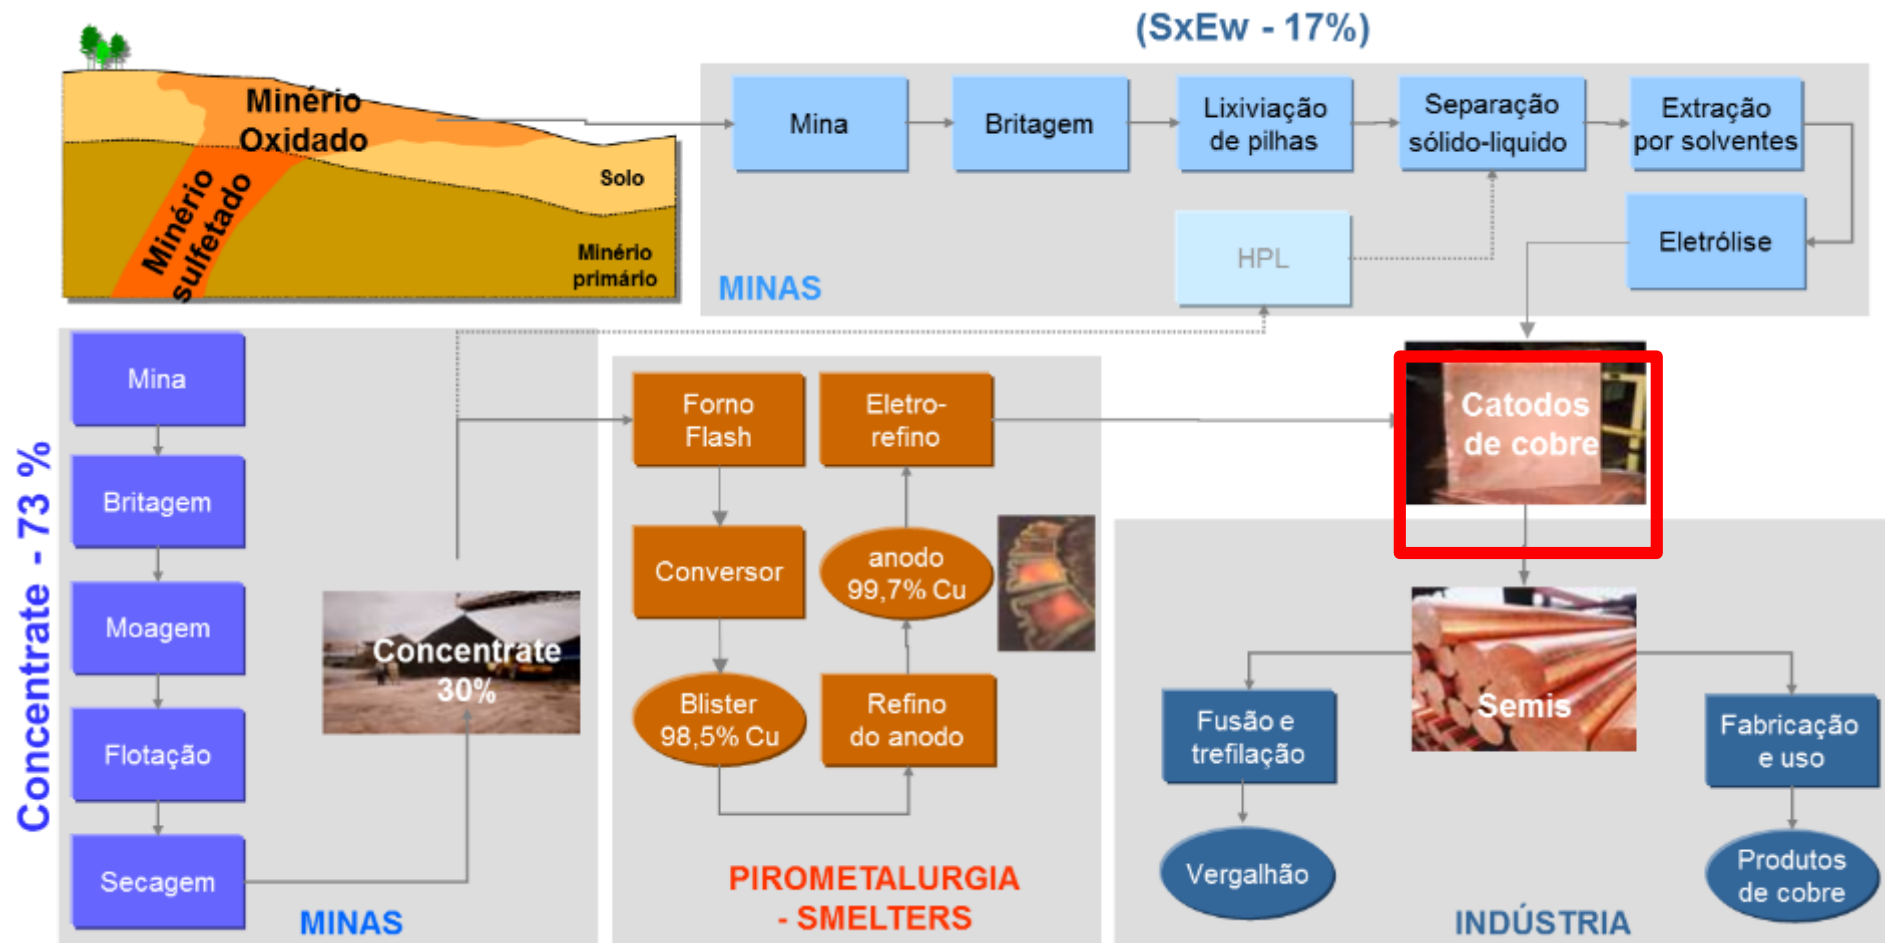 (SxEw - 17%)
Minério
Oxidado
Minério
sulfetado
Solo
Minério
primário
Mina
Britagem
Lixiviação
de pilhas
Separação
sólido-liquido
Extração
por solventes
HPL
Eletrólise
MINAS
Concentrate - 73 %
Mina
Britagem
Moagem
Flotação
Secagem
Concentrate
30%
MINAS
Forno
Flash
Conversor
Blister
98,5% Cu
Eletro-
refino
anodo
99,7% Cu
Refino
do anodo
PIROMETALURGIA
- SMELTERS
Catodos
de cobre
Semis
Fusão e
trefilação
Vergalhão
Fabricação
e uso
Produtos
de cobre
INDÚSTRIA